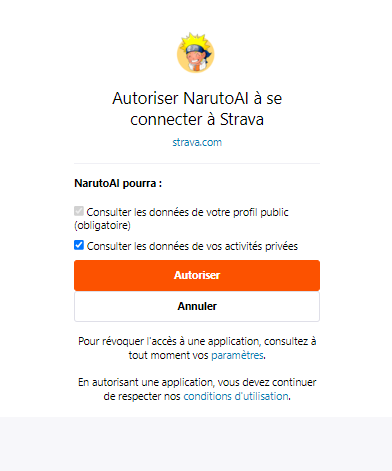 Autoriser NarutoAI à se
connecter à Strava
strava.com
NarutoAI pourra :
Consulter les données de votre profil public
(obligatoire)
Consulter les données de vos activités privées
Autoriser
Annuler
Pour révoquer l'accès à une application, consultez à
tout moment vos paramètres.
En autorisant une application, vous devez continuer
de respecter nos conditions d'utilisation.